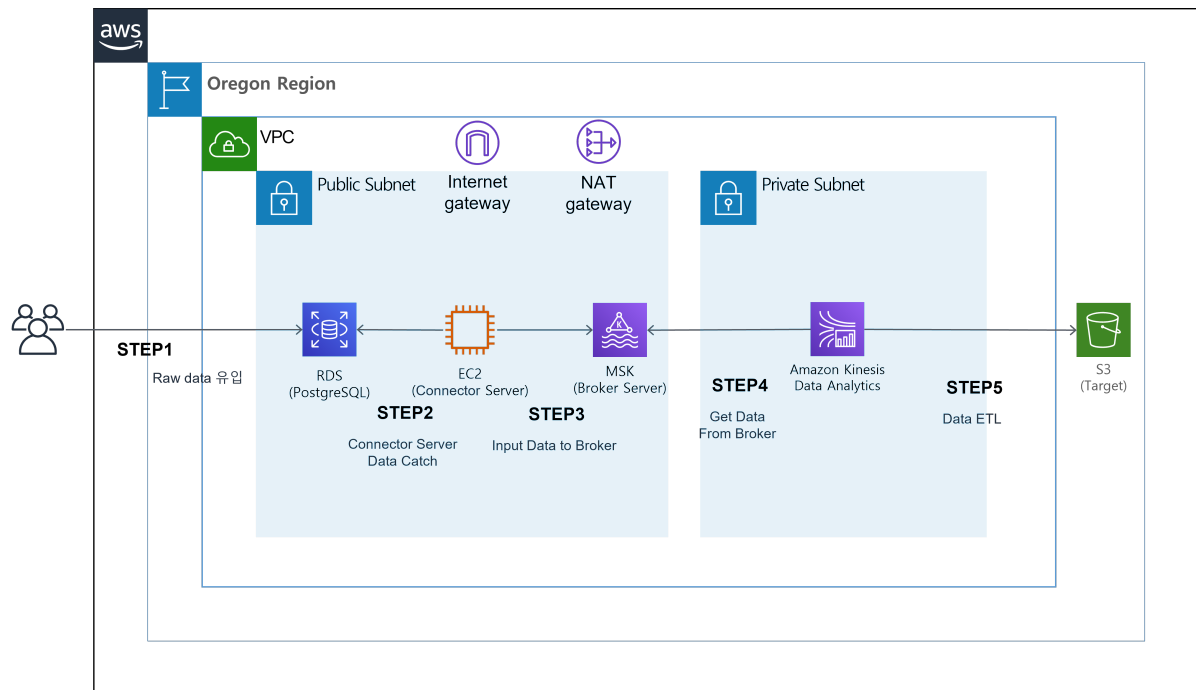 aws
Oregon Region
VPC
Public Subnet
Internet
gateway
NAT
gateway
Private Subnet
STEP1
Raw data 유입
RDS
(PostgreSQL)
EC2
(Connector Server)
MSK
(Broker Server)
Amazon Kinesis
Data Analytics
S3
(Target)
STEP2
Connector Server
Data Catch
STEP3
Input Data to Broker
STEP4
Get Data
From Broker
STEP5
Data ETL
K